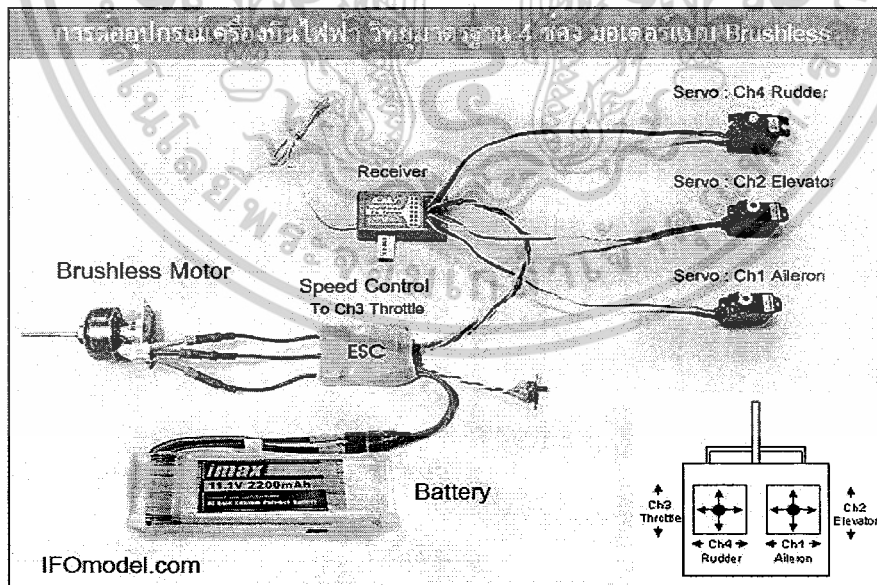 การต่ออุปกรณ์เครื่องบินไฟฟ้า วิทยุมาตรฐาน 4 ช่อง มอเตอร์แบบ Brushless
Servo : Ch4 Rudder
Receiver
Servo : Ch2 Elevator
Brushless Motor
Speed Control
To Ch3 Throttle
Servo : Ch1 Aileron
ESC
imax
11.1V 2200mAh
Battery
Ch3
Throttle
Ch2
Elevator
Ch4
Rudder
Ch1
Aileron
IFOmodel.com